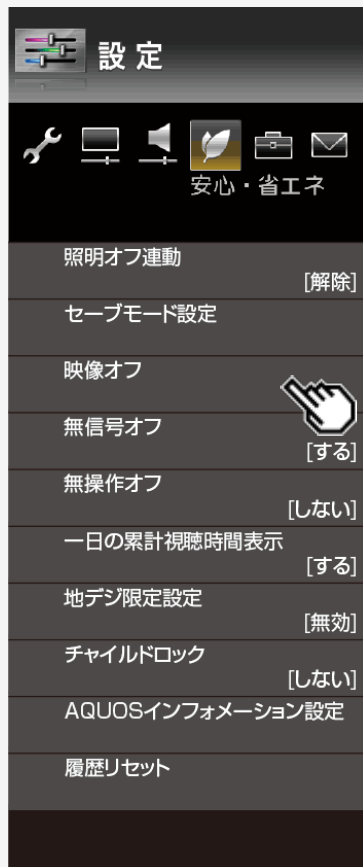 設定
安心・省エネ
照明オフ連動
[解除]
セーブモード設定
映像オフ
無信号オフ
[する]
無操作オフ
[しない]
一日の累計視聴時間表示
[する]
地デジ限定設定
[無効]
チャイルドロック
[しない]
AQUOSインフォメーション設定
履歴リセット